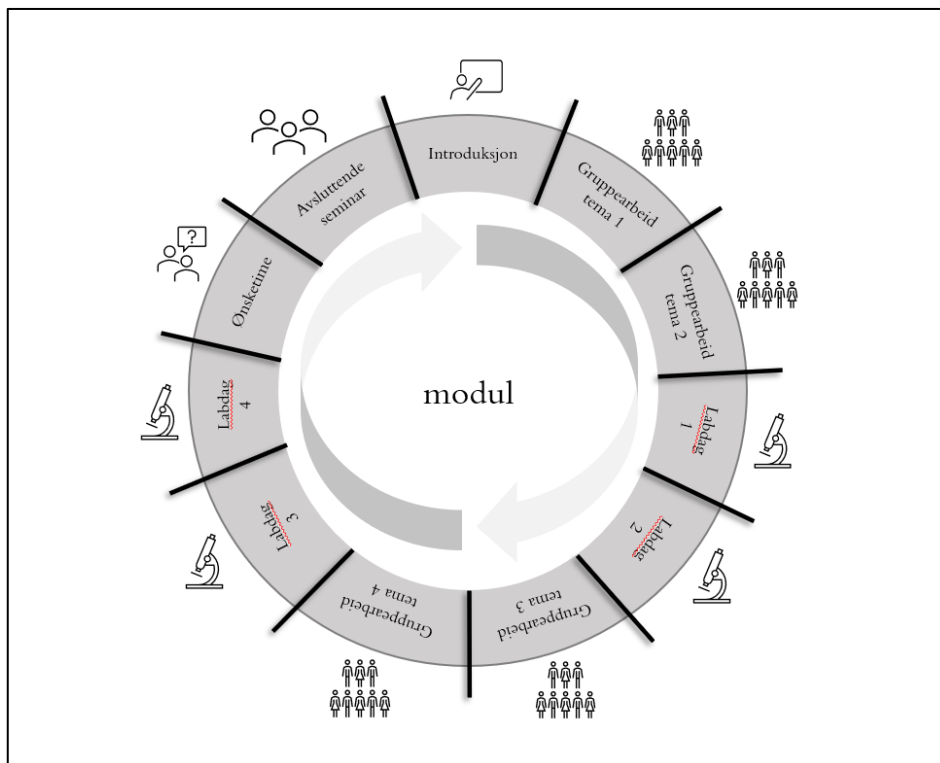 Introduksjon
Gruppearbeid
tema 1
Gruppearbeid
tema 2
Labdag
1
Labdag
2
Gruppearbeid
tema 3
Gruppearbeid
tema 4
Labdag
3
Labdag
4
Ønsketime
Avsluttende
seminar
?
modul